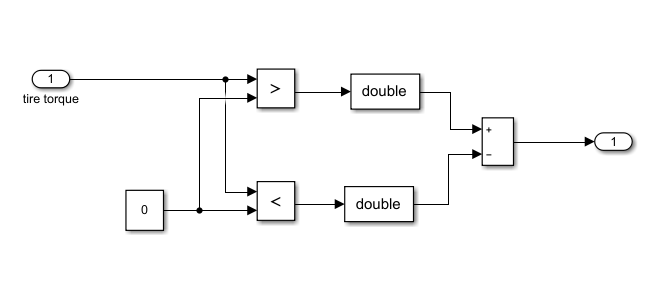 1
tire torque
>
double
+
−
1
0
<
double